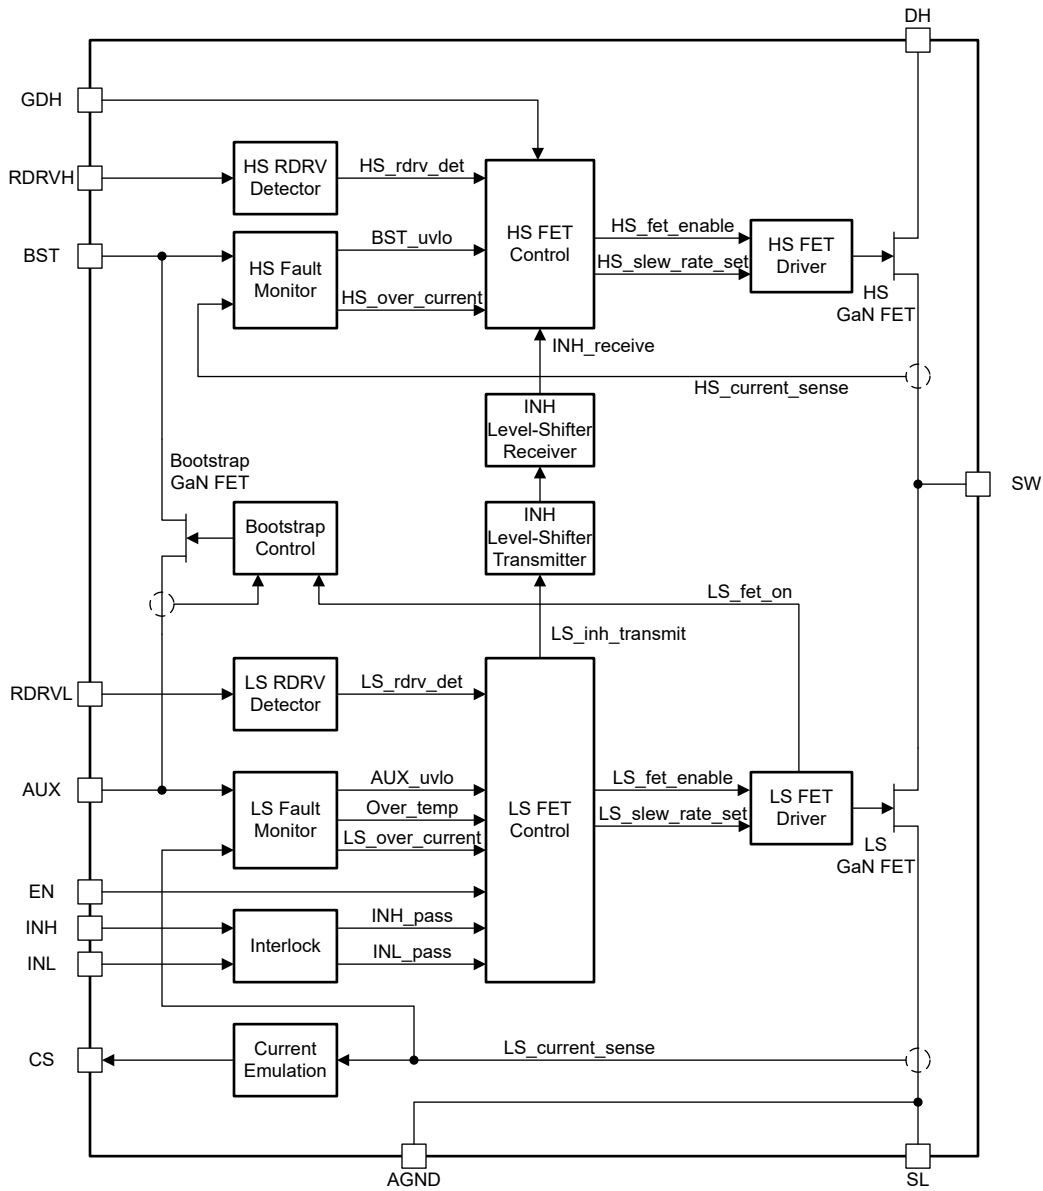 DH
GDH
RDRVH
HS RDRV
Detector
HS_rdrv_det
BST
HS Fault
Monitor
BST_uvlo
HS_over_current
HS FET
Control
HS_fet_enable
HS_slew_rate_set
HS FET
Driver
HS
GaN FET
INH_receive
HS_current_sense
INH
Level-Shifter
Receiver
Bootstrap
GaN FET
SW
Bootstrap
Control
INH
Level-Shifter
Transmitter
LS_fet_on
LS_inh_transmit
RDRVL
LS RDRV
Detector
LS_rdrv_det
AUX
LS Fault
Monitor
AUX_uvlo
Over_temp
LS_over_current
LS FET
Control
LS_fet_enable
LS_slew_rate_set
LS FET
Driver
LS
GaN FET
EN
INH
INL
Interlock
INH_pass
INL_pass
CS
Current
Emulation
LS_current_sense
AGND
SL